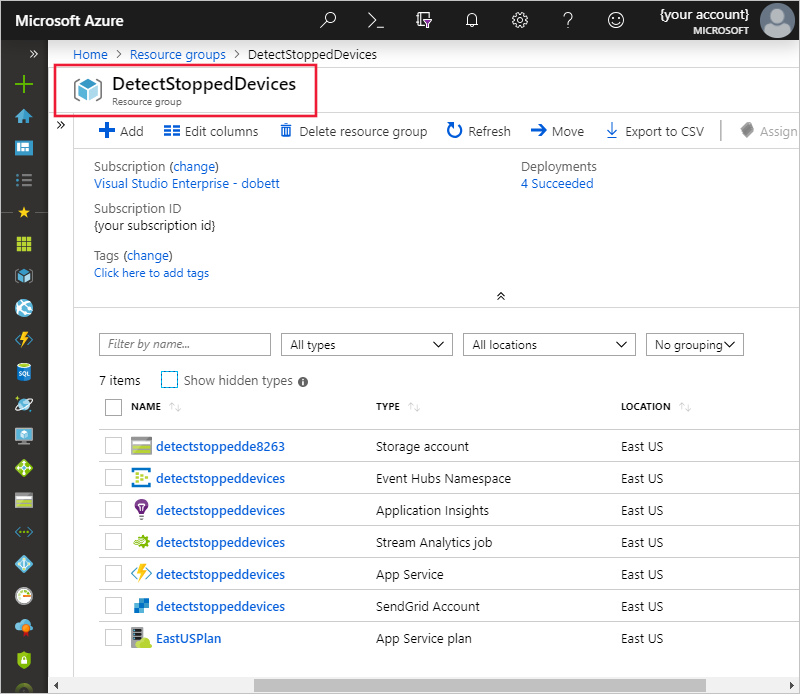 Microsoft Azure
{your account}
MICROSOFT
Home > Resource groups > DetectStoppedDevices
DetectStoppedDevices
Resource group
Add Edit columns Delete resource group Refresh Move Export to CSV Assign
Subscription (change)
Visual Studio Enterprise - dobett
Deployments
4 Succeeded
Subscription ID
{your subscription id}
Tags (change)
Click here to add tags
Filter by name... All types All locations No grouping
7 items Show hidden types
NAME TYPE LOCATION
detectstoppedde8263 Storage account East US
detectstoppeddevices Event Hubs Namespace East US
detectstoppeddevices Application Insights East US
detectstoppeddevices Stream Analytics job East US
detectstoppeddevices App Service East US
detectstoppeddevices SendGrid Account East US
EastUSPlan App Service plan East US